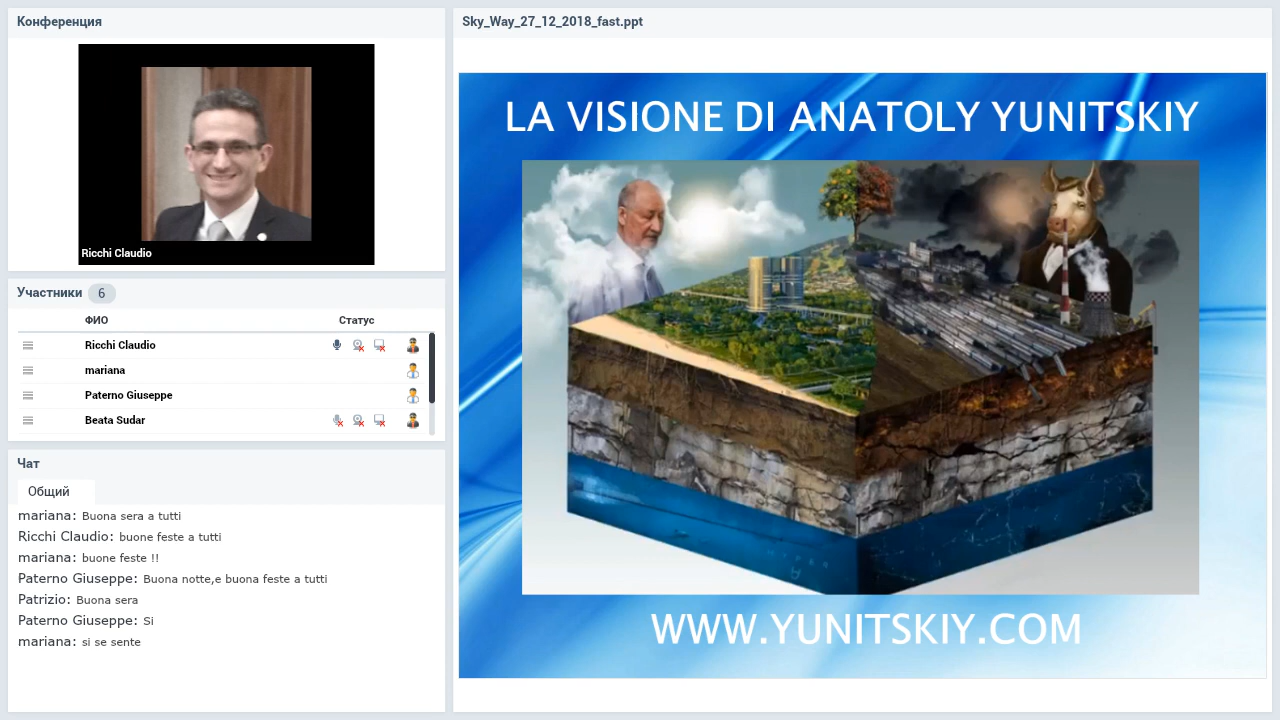 Конференция
Ricchi Claudio
Участники 6
ФИО Статус
Ricchi Claudio
mariana
Paterno Giuseppe
Beata Sudar
Чат
Общий
mariana: Buona sera a tutti
Ricchi Claudio: buone feste a tutti
mariana: buone feste !!
Paterno Giuseppe: Buona notte,e buona feste a tutti
Patrizio: Buona sera
Paterno Giuseppe: Si
mariana: si se sente
Sky_Way_27_12_2018_fast.ppt
LA VISIONE DI ANATOLY YUNITSKIY
WWW.YUNITSKIY.COM